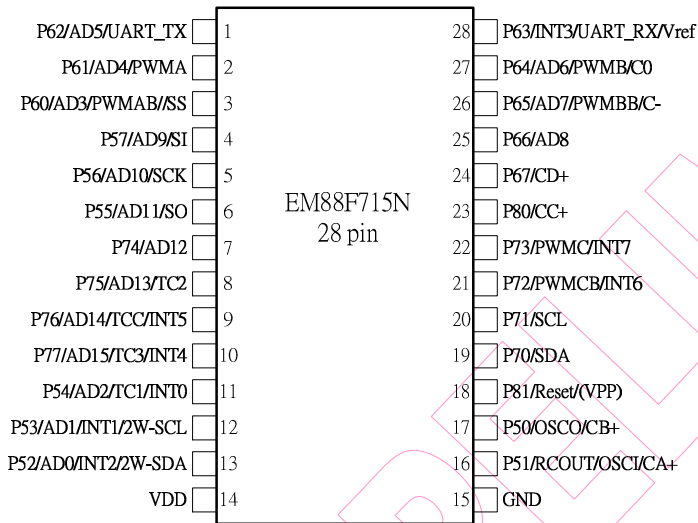 P62/AD5/UART_TX 1 28 P63/INT3/UART_RX/Vref
P61/AD4/PWMA 2 27 P64/AD6/PWMB/C0
P60/AD3/PWMAB//SS 3 26 P65/AD7/PWMBB/C-
P57/AD9/SI 4 25 P66/AD8
P56/AD10/SCK 5 24 P67/CD+
P55/AD11/SO 6 23 P80/CC+
EM88F715N
28 pin
P74/AD12 7 22 P73/PWMC/INT7
P75/AD13/TC2 8 21 P72/PWMCB/INT6
P76/AD14/TCC/INT5 9 20 P71/SCL
P77/AD15/TC3/INT4 10 19 P70/SDA
P54/AD2/TC1/INT0 11 18 P81/Reset/(VPP)
P53/AD1/INT1/2W-SCL 12 17 P50/OSCO/CB+
P52/AD0/INT2/2W-SDA 13 16 P51/RCOUT/OSCI/CA+
VDD 14 15 GND